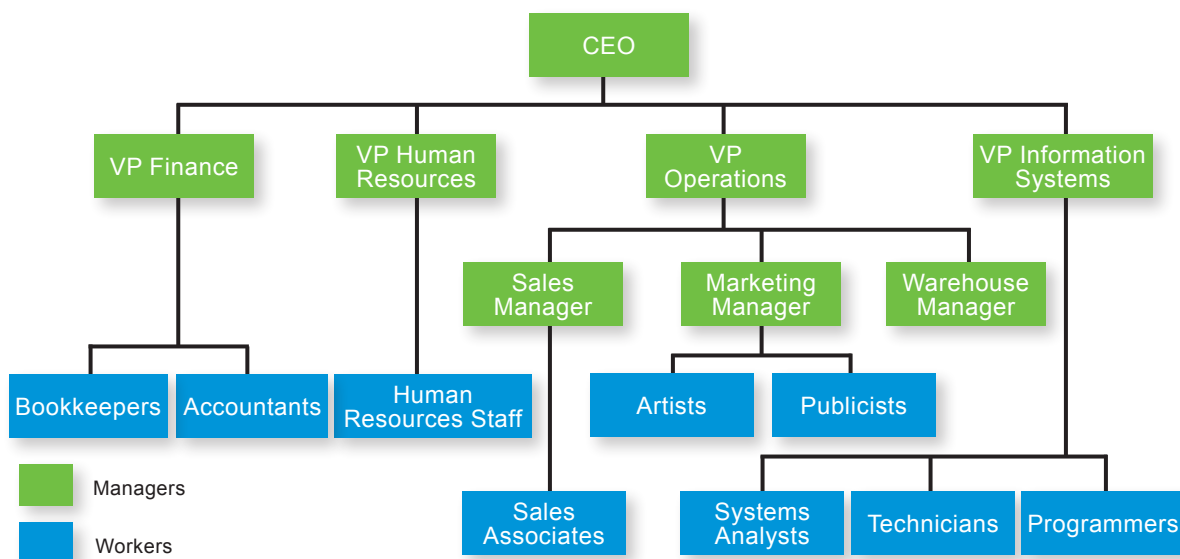 CEO
VP Finance
VP Human
Resources
VP
Operations
VP Information
Systems
Sales
Manager
Marketing
Manager
Warehouse
Manager
Bookkeepers
Accountants
Human
Resources Staff
Artists
Publicists
Managers
Workers
Sales
Associates
Systems
Analysts
Technicians
Programmers